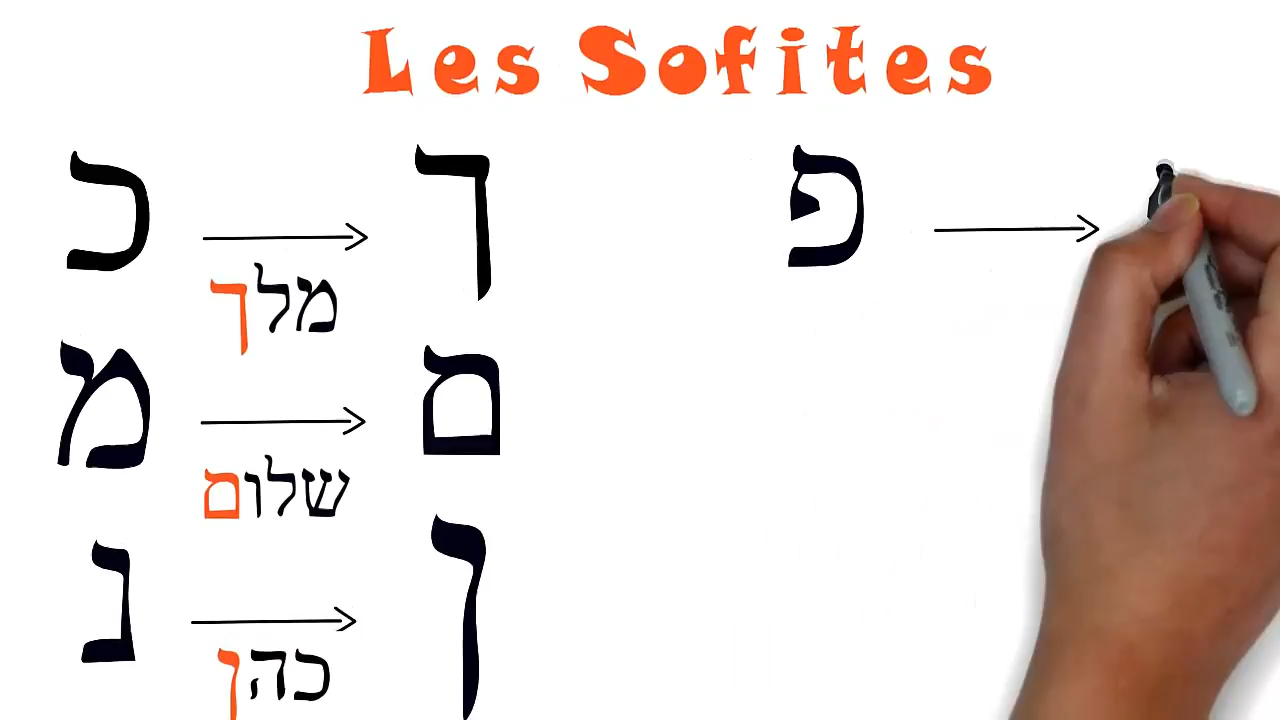 Les Sofites
כ ך
מלך
מ ם
שלום
נ ן
כהן
פ